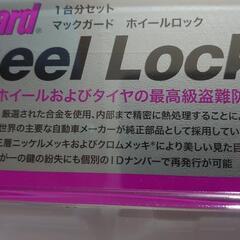 ard
1台分セット
マックガード　ホイールロック
eel Lock
ホイールおよびタイヤの最高級盗難防
厳選された合金を使用、内部まで精密に熱処理すること
世界の主要な自動車メーカーが純正部品として採用してい
三層ニッケルメッキおよびクロムメッキ®により美しい見た目
が一の鍵の紛失にも個別のIDナンバーで再発行が可能